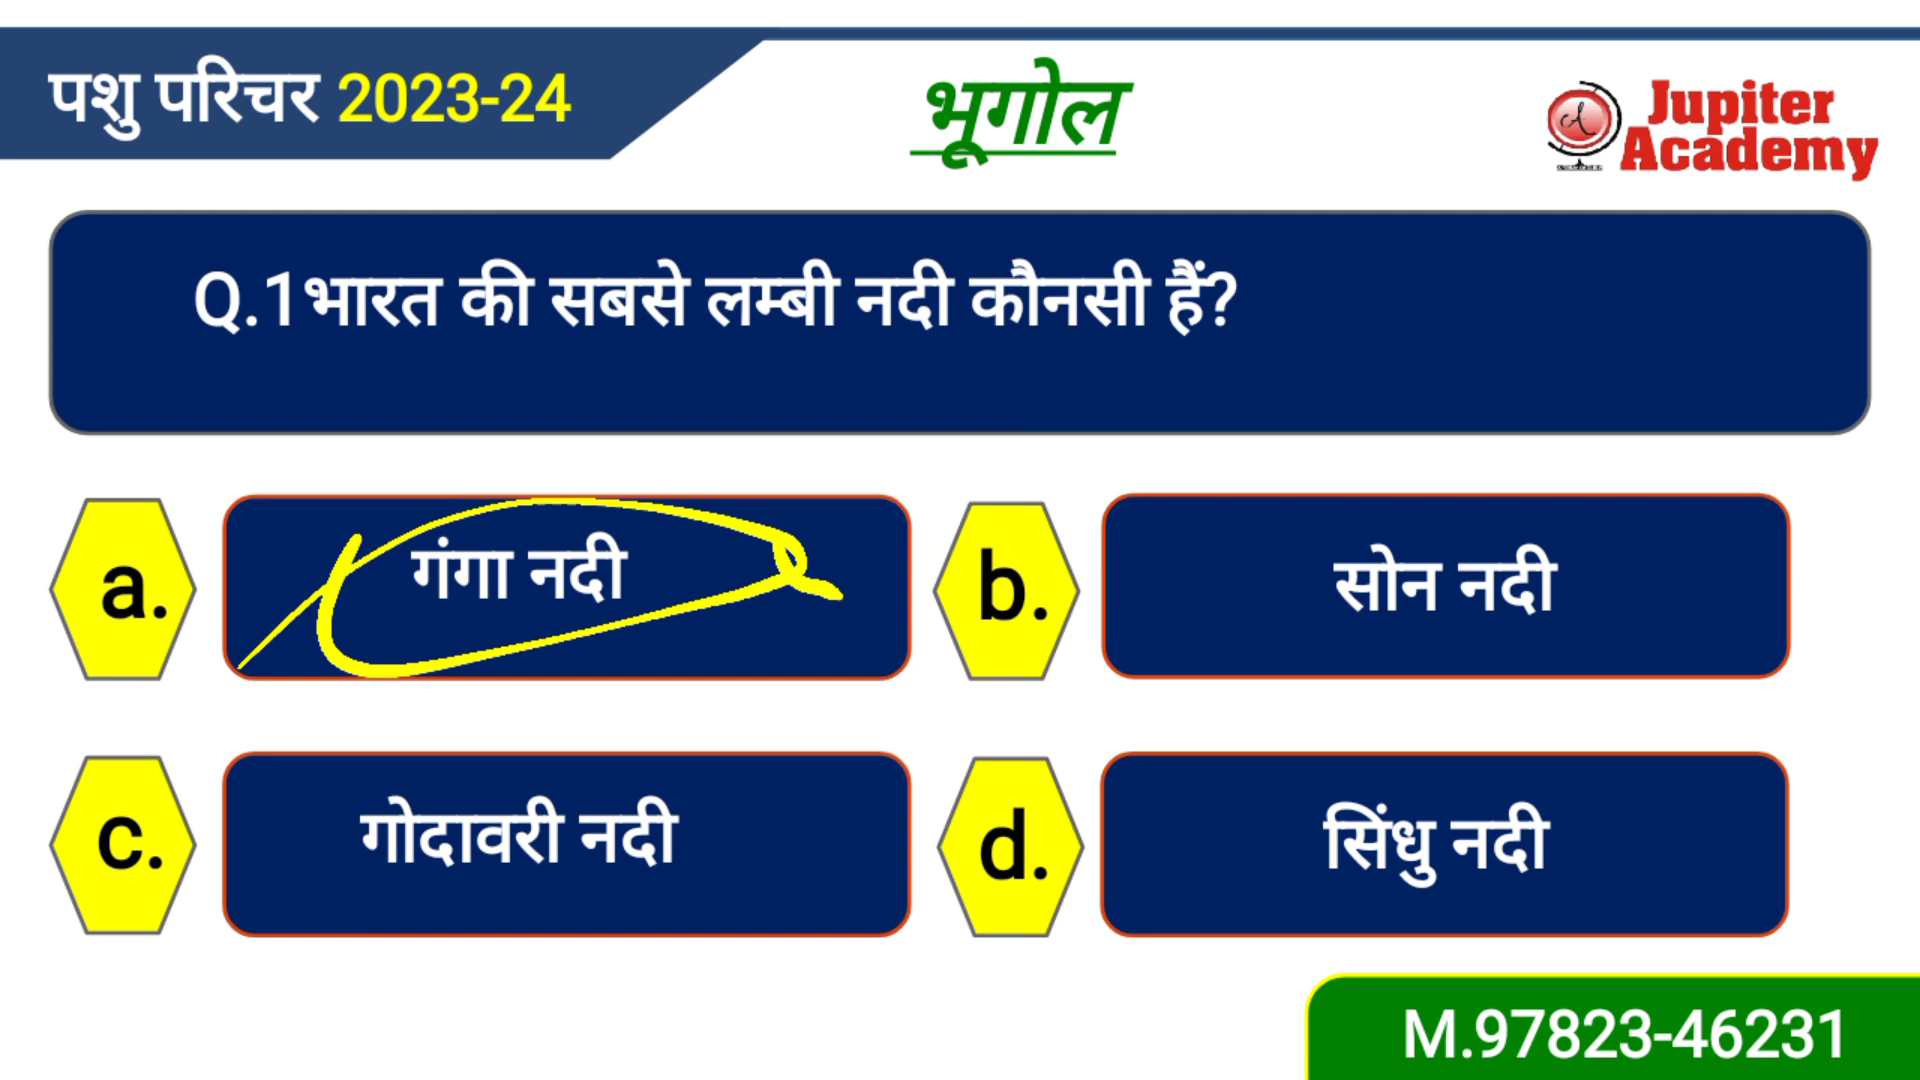 पशु परिचर 2023-24
भूगोल
Jupiter
Academy
Q.1भारत की सबसे लम्बी नदी कौनसी हैं?
a.
गंगा नदी
b.
सोन नदी
c.
गोदावरी नदी
d.
सिंधु नदी
M.97823-46231